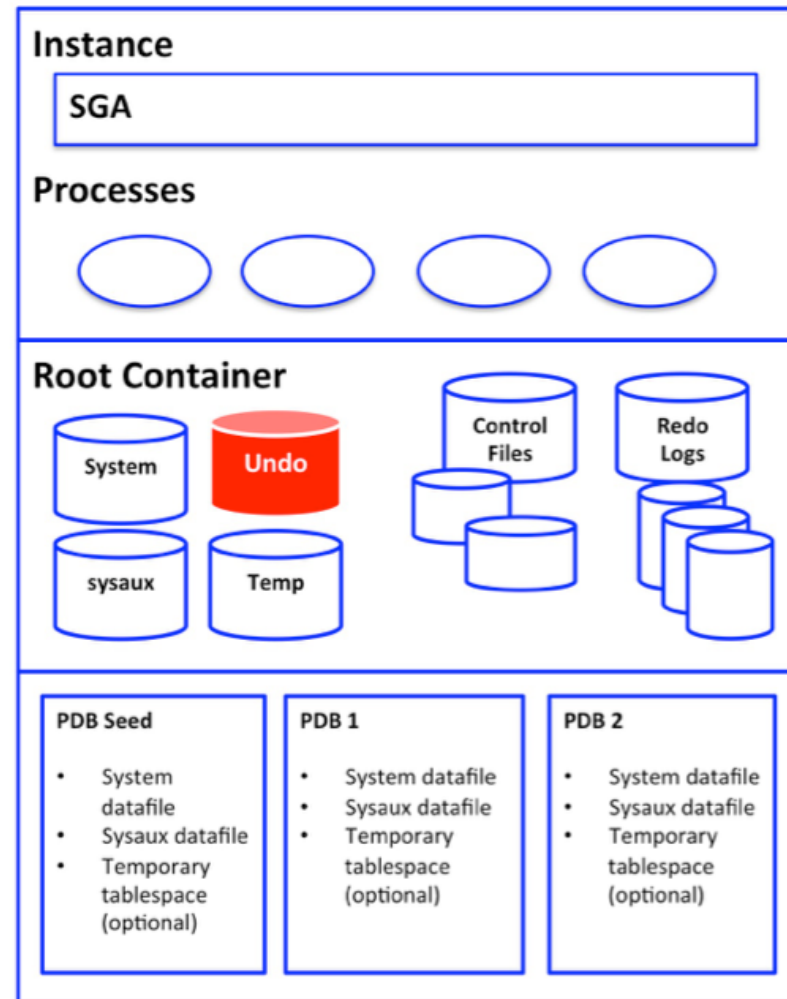 Instance
SGA
Processes
Root Container
System
Undo
sysaux
Temp
Control
Files
Redo
Logs
PDB Seed
• System
datafile
• Sysaux datafile
• Temporary
tablespace
(optional)
PDB 1
• System datafile
• Sysaux datafile
• Temporary
tablespace
(optional)
PDB 2
• System datafile
• Sysaux datafile
• Temporary
tablespace
(optional)